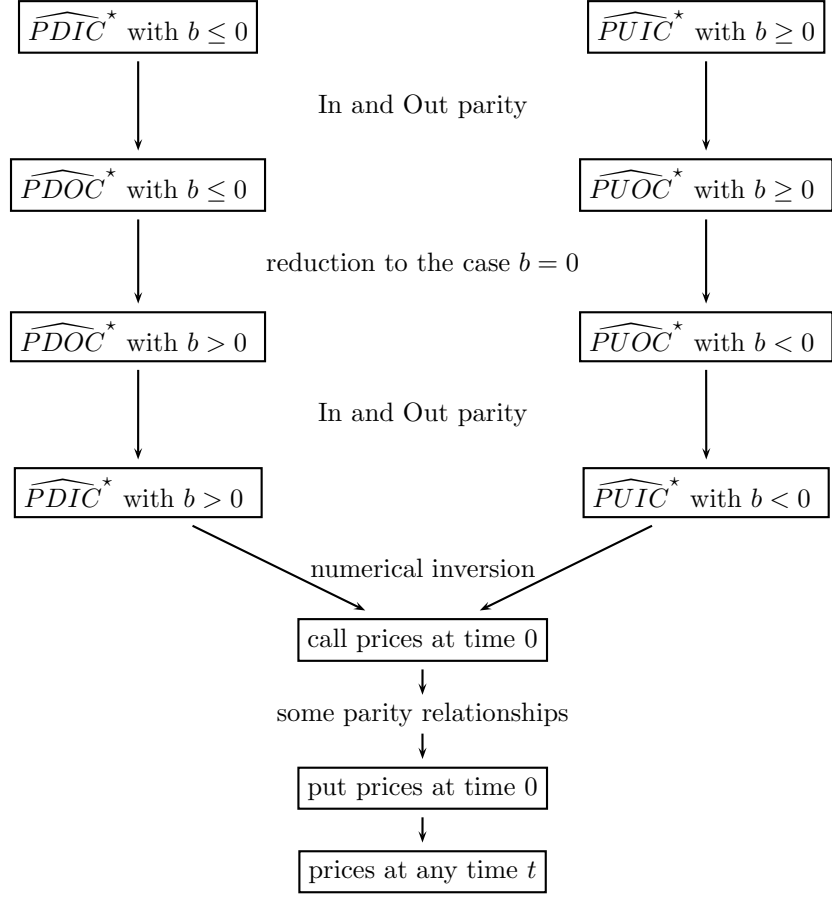 $\widehat{PDIC}^{\star}$ with $b \leq 0$
$\widehat{PUIC}^{\star}$ with $b \geq 0$
In and Out parity
$\widehat{PDOC}^{\star}$ with $b \leq 0$
$\widehat{PUOC}^{\star}$ with $b \geq 0$
reduction to the case $b = 0$
$\widehat{PDOC}^{\star}$ with $b > 0$
$\widehat{PUOC}^{\star}$ with $b < 0$
In and Out parity
$\widehat{PDIC}^{\star}$ with $b > 0$
$\widehat{PUIC}^{\star}$ with $b < 0$
numerical inversion
call prices at time 0
some parity relationships
put prices at time 0
prices at any time $t$